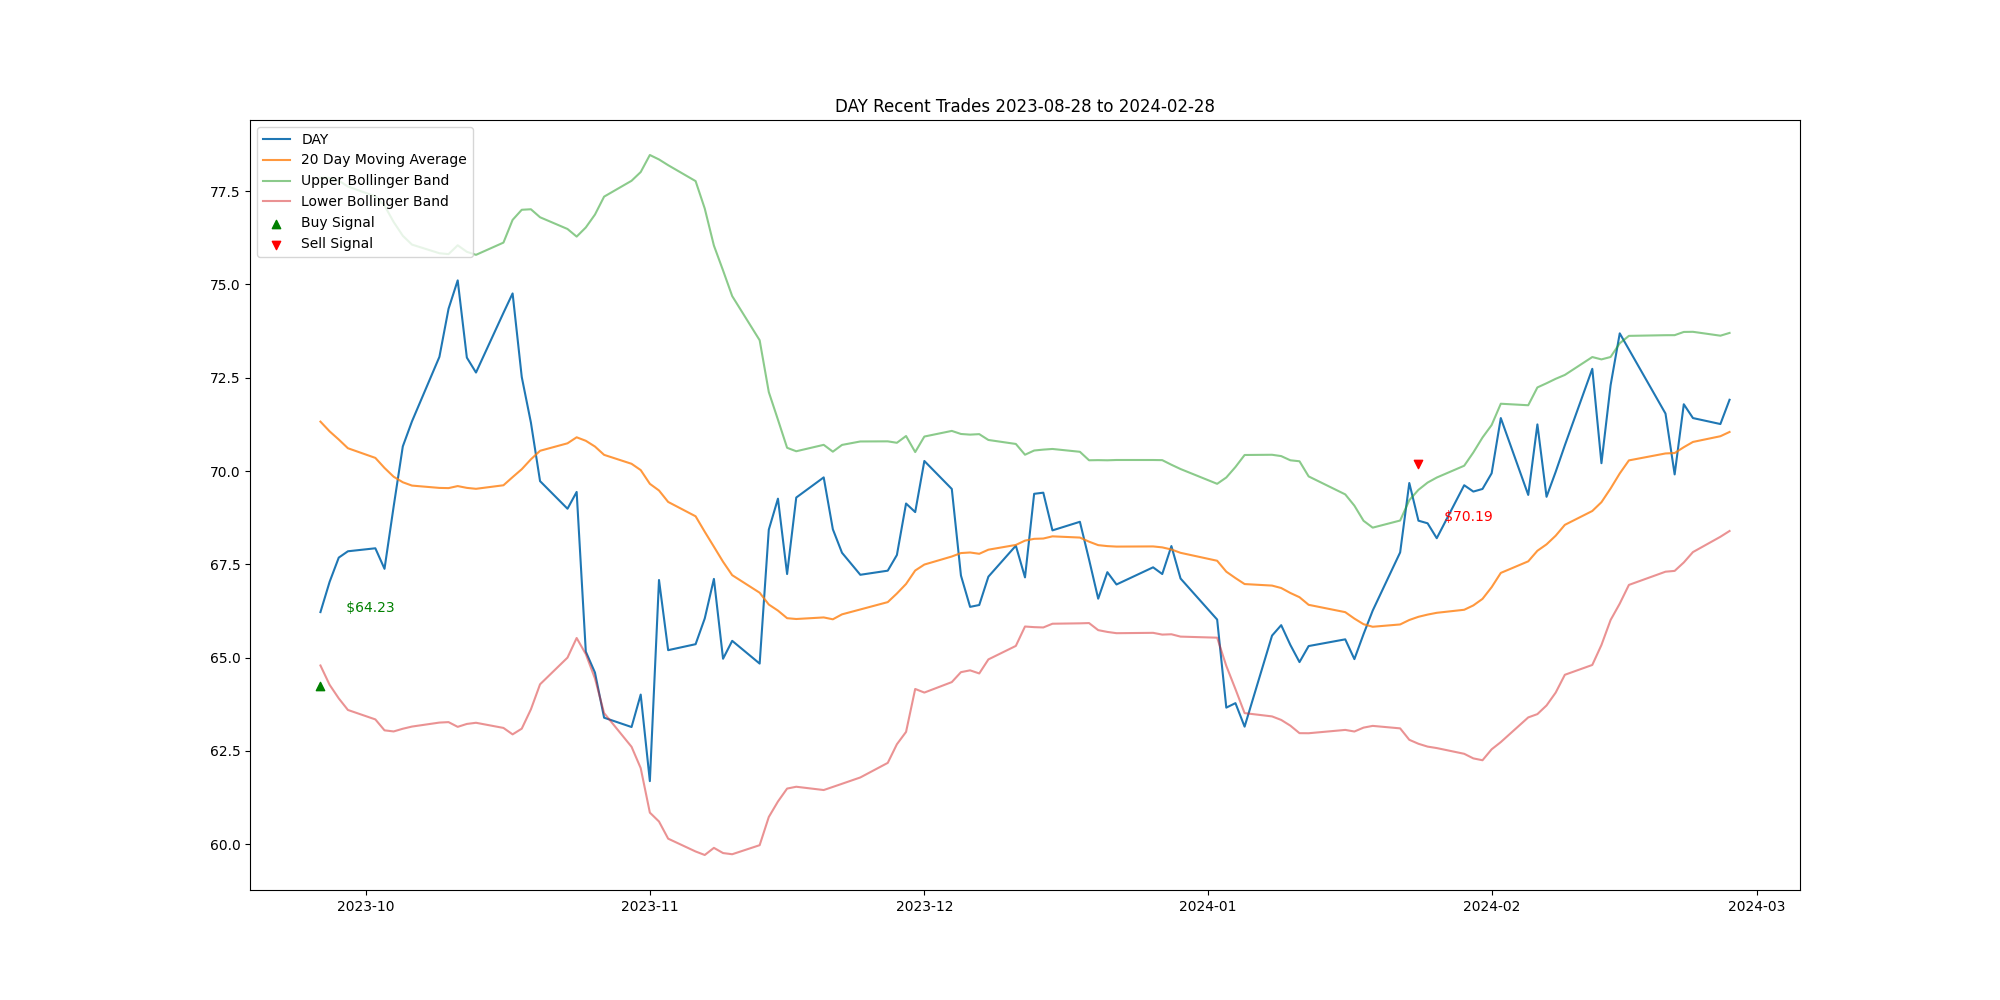 DAY Recent Trades 2023-08-28 to 2024-02-28
DAY
20 Day Moving Average
Upper Bollinger Band
Lower Bollinger Band
Buy Signal
Sell Signal
77.5
75.0
72.5
70.0
67.5
65.0
62.5
60.0
$70.19
$64.23
2023-10
2023-11
2023-12
2024-01
2024-02
2024-03